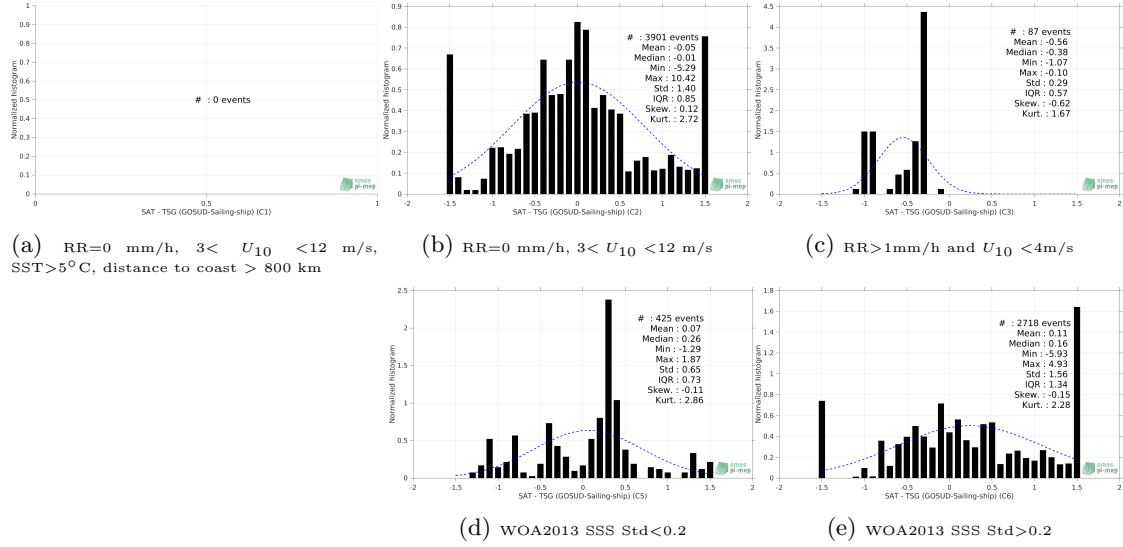 1
0.9
0.8
0.7
0.6
0.5
0.4
0.3
0.2
0.1
0
Normalized histogram
# : 0 events
smos
pi-mep
0 0.5 1
SAT - TSG (GOSUD-Sailing-ship) (C1)
(a) RR=0 mm/h, 3< U10 <12 m/s,
SST>5°C, distance to coast > 800 km
0.9
0.8
0.7
0.6
0.5
0.4
0.3
0.2
0.1
0
Normalized histogram
# : 3901 events
Mean : -0.05
Median : -0.01
Min : -5.29
Max : 10.42
Std : 1.40
IQR : 0.85
Skew. : 0.12
Kurt. : 2.72
smos
pi-mep
-2 -1.5 -1 -0.5 0 0.5 1 1.5 2
SAT - TSG (GOSUD-Sailing-ship) (C2)
(b) RR=0 mm/h, 3< U10 <12 m/s
4.5
4
3.5
3
2.5
2
1.5
1
0.5
0
Normalized histogram
# : 87 events
Mean : -0.56
Median : -0.38
Min : -1.07
Max : -0.10
Std : 0.29
IQR : 0.57
Skew. : -0.62
Kurt. : 1.67
smos
pi-mep
-2 -1.5 -1 -0.5 0 0.5 1 1.5 2
SAT - TSG (GOSUD-Sailing-ship) (C3)
(c) RR>1mm/h and U10 <4m/s
2.5
2
1.5
1
0.5
0
Normalized histogram
# : 425 events
Mean : 0.07
Median : 0.26
Min : -1.29
Max : 1.87
Std : 0.65
IQR : 0.73
Skew. : -0.11
Kurt. : 2.86
smos
pi-mep
-2 -1.5 -1 -0.5 0 0.5 1 1.5 2
SAT - TSG (GOSUD-Sailing-ship) (C5)
(d) WOA2013 SSS Std<0.2
1.8
1.6
1.4
1.2
1
0.8
0.6
0.4
0.2
0
Normalized histogram
# : 2718 events
Mean : 0.11
Median : 0.16
Min : -5.93
Max : 4.93
Std : 1.56
IQR : 1.34
Skew. : -0.15
Kurt. : 2.28
smos
pi-mep
-2 -1.5 -1 -0.5 0 0.5 1 1.5 2
SAT - TSG (GOSUD-Sailing-ship) (C6)
(e) WOA2013 SSS Std>0.2